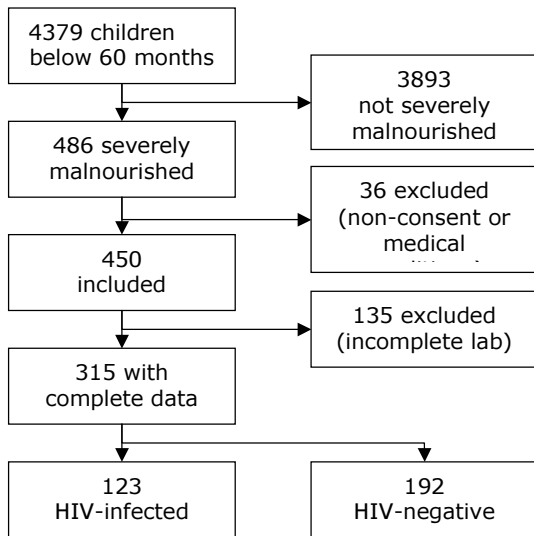 4379 children
below 60 months
3893
not severely
malnourished
486 severely
malnourished
36 excluded
(non-consent or
medical
450
included
135 excluded
(incomplete lab)
315 with
complete data
123
HIV-infected
192
HIV-negative